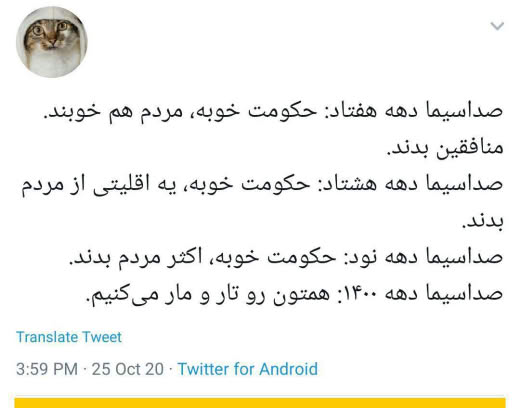 صداسیما دهه هفتاد: حکومت خوبه، مردم هم خوبند.
منافقین بدند.
صداسیما دهه هشتاد: حکومت خوبه، یه اقلیتی از مردم
بدند.
صداسیما دهه نود: حکومت خوبه، اکثر مردم بدند.
صداسیما دهه ۱۴۰۰: همتون رو تار و مار می‌کنیم.
Translate Tweet
3:59 PM · 25 Oct 20 · Twitter for Android